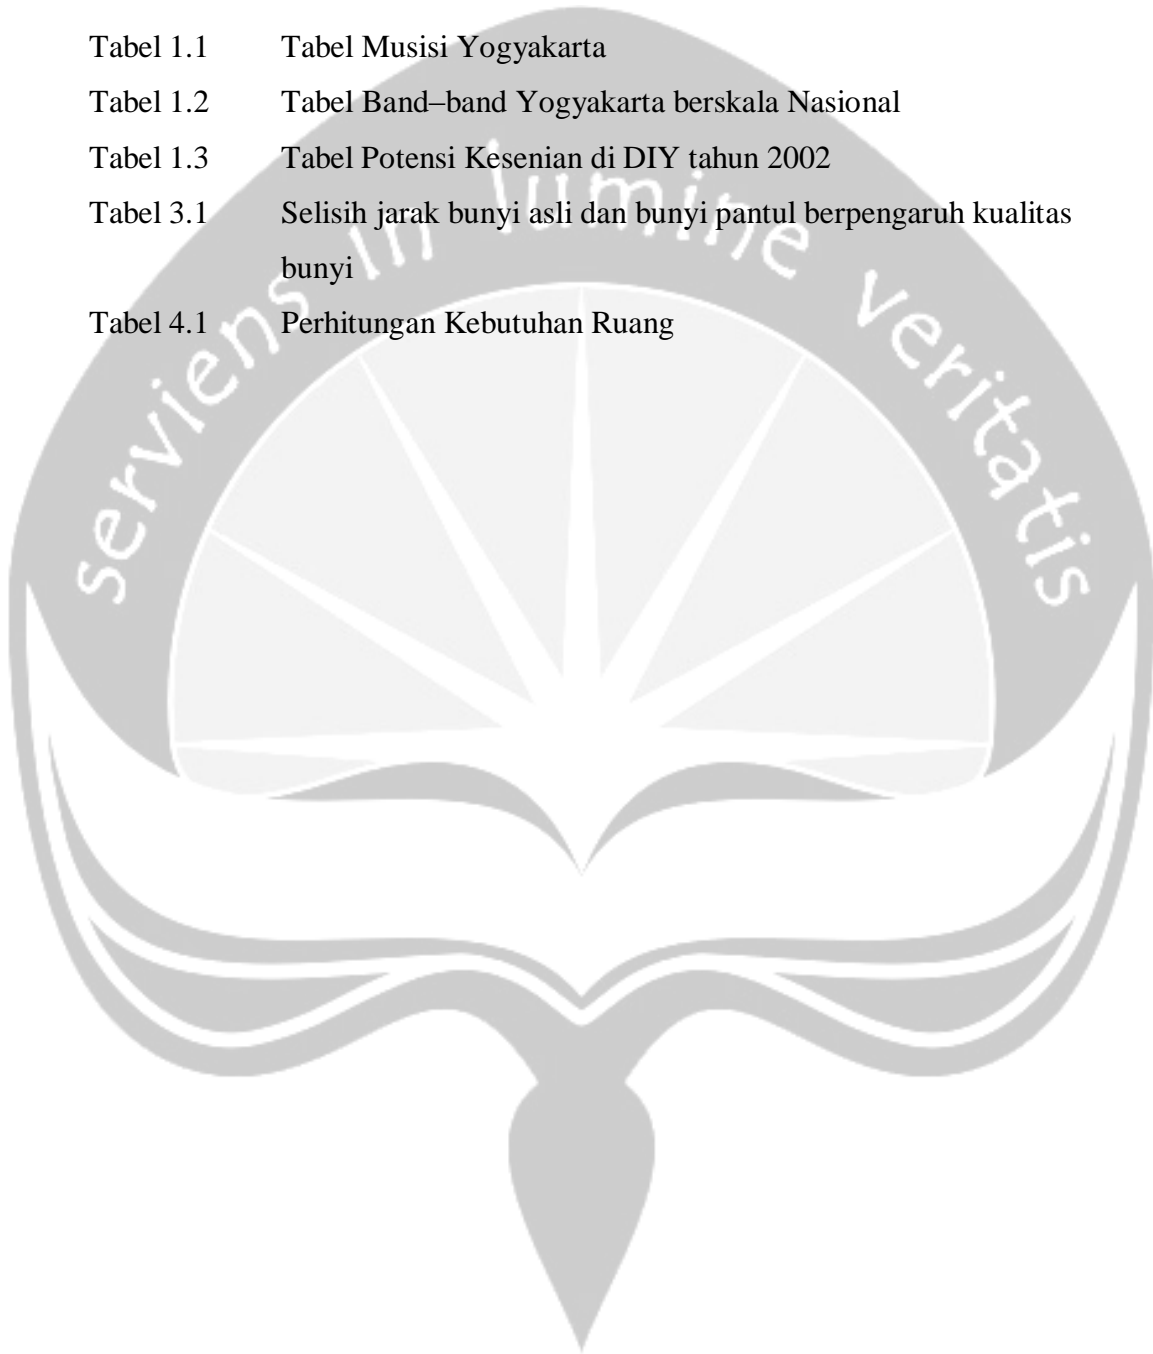 Tabel 1.1 Tabel Musisi Yogyakarta
Tabel 1.2 Tabel Band–band Yogyakarta berskala Nasional
Tabel 1.3 Tabel Potensi Kesenian di DIY tahun 2002
Tabel 3.1 Selisih jarak bunyi asli dan bunyi pantul berpengaruh kualitas
bunyi
Tabel 4.1 Perhitungan Kebutuhan Ruang
serviens in lumine veritatis